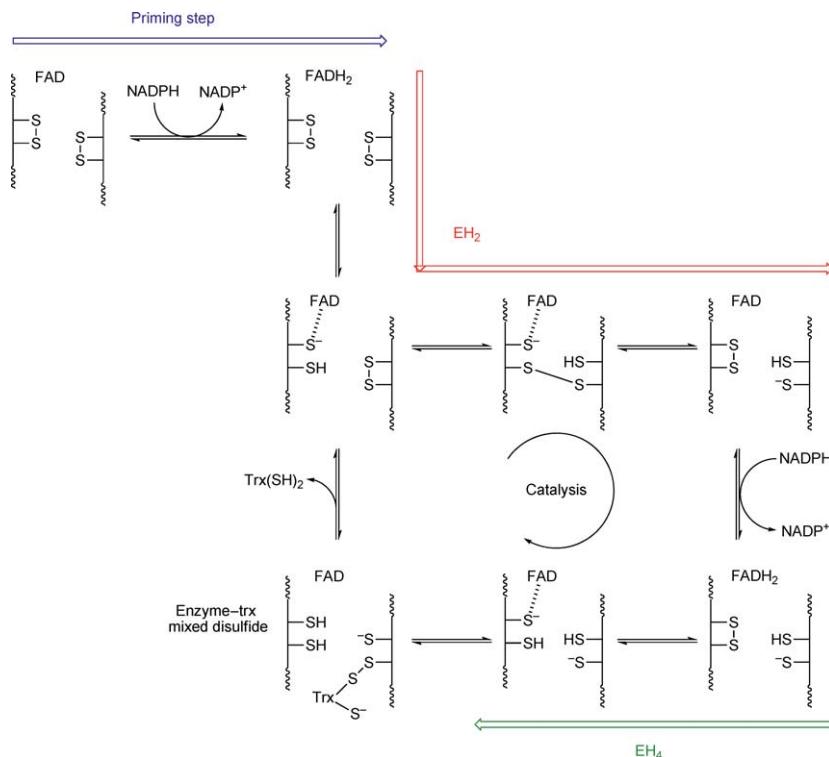 Priming step
FAD
NADPH
NADP⁺
FADH₂
S
S
S
S
S
S
S
S
EH₂
FAD
S⁻
SH
S
S
FAD
S⁻
S
HS
S
FAD
S
S
HS
⁻S
Trx(SH)₂
Catalysis
NADPH
NADP⁺
Enzyme–trx
mixed disulfide
FAD
SH
SH
⁻S
S
S
Trx
S⁻
FAD
S⁻
SH
HS
⁻S
FADH₂
S
S
HS
⁻S
EH₄